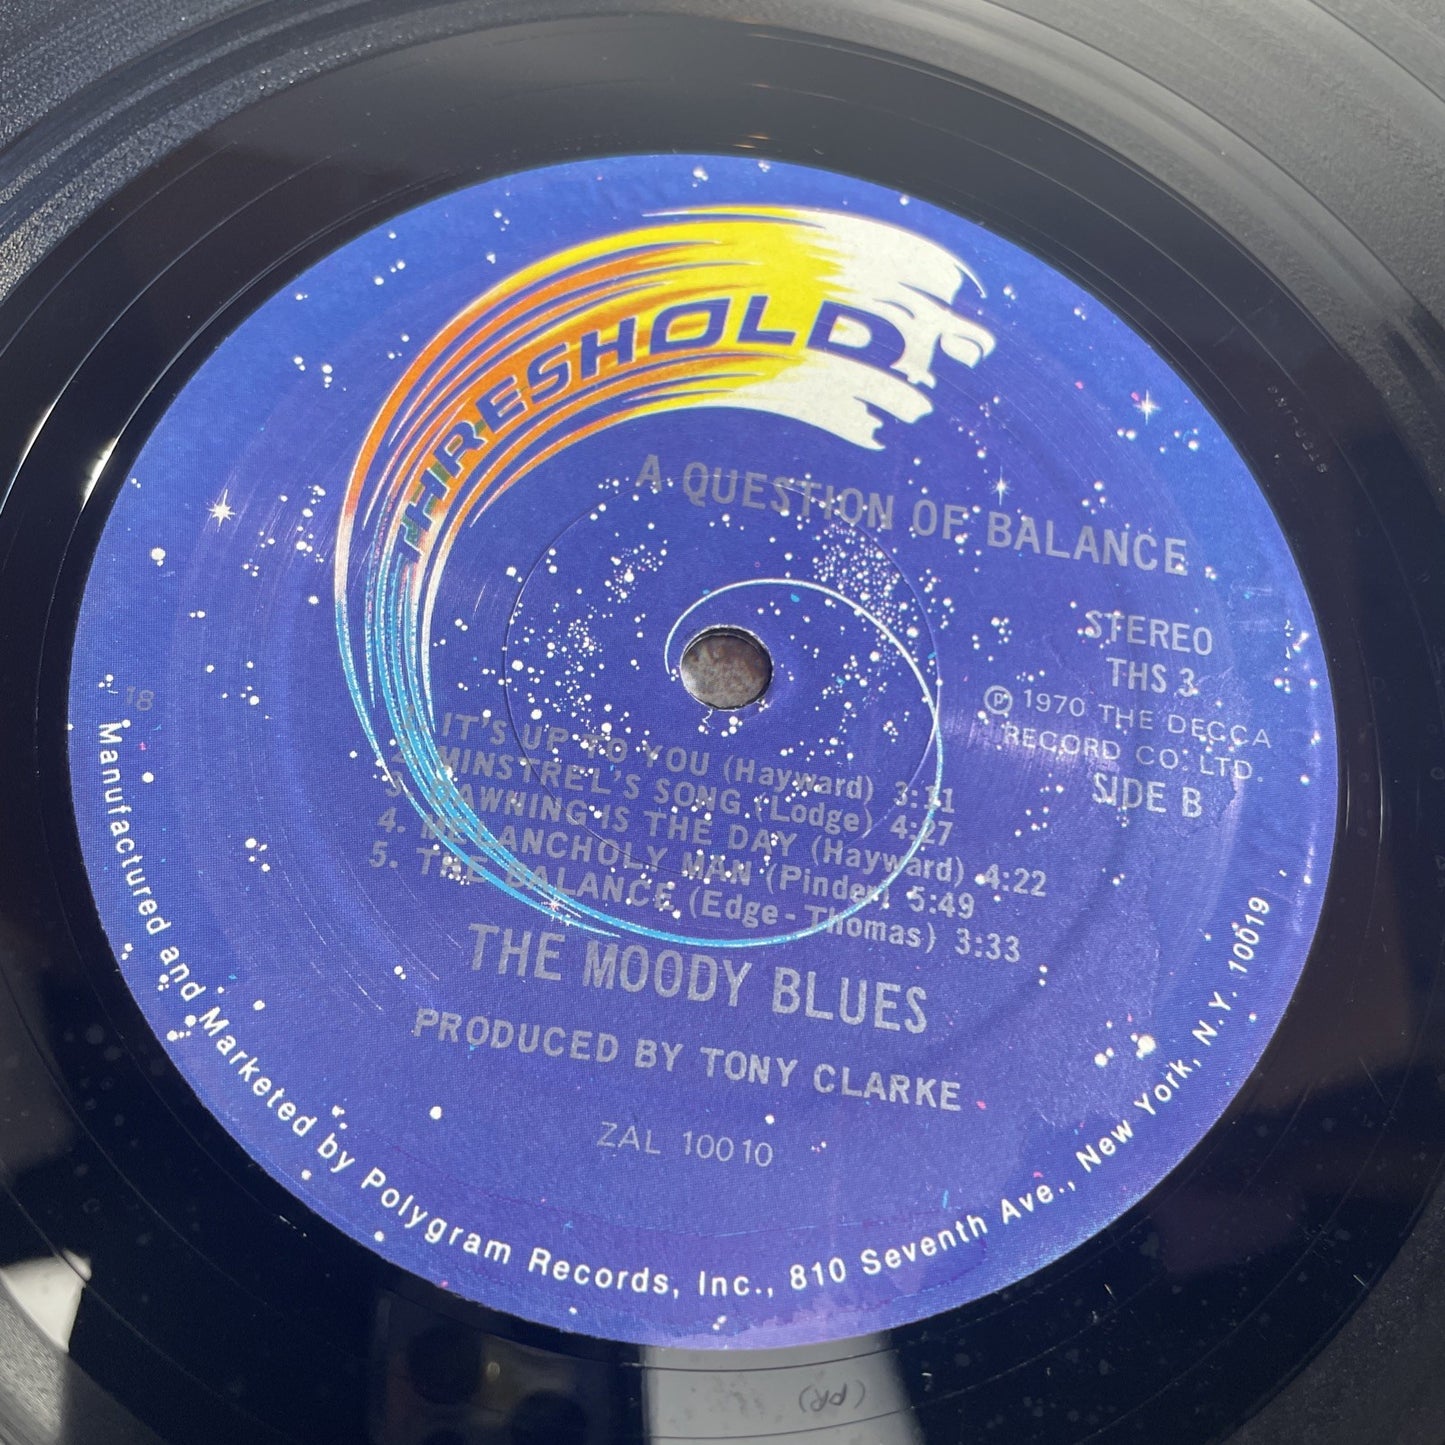 THRESHOLD
A QUESTION OF BALANCE
STEREO
THS 3
Ⓟ 1970 THE DECCA
RECORD CO. LTD.
SIDE B
18
1. IT'S UP TO YOU (Hayward) 3:11
2. MINSTREL'S SONG (Lodge) 4:27
3. DAWNING IS THE DAY (Hayward) 4:22
4. MELANCHOLY MAN (Pinder) 5:49
5. THE BALANCE (Edge-Thomas) 3:33
THE MOODY BLUES
PRODUCED BY TONY CLARKE
ZAL 10010
Manufactured and Marketed by Polygram Records, Inc., 810 Seventh Ave., New York, N.Y. 10019
(PR)